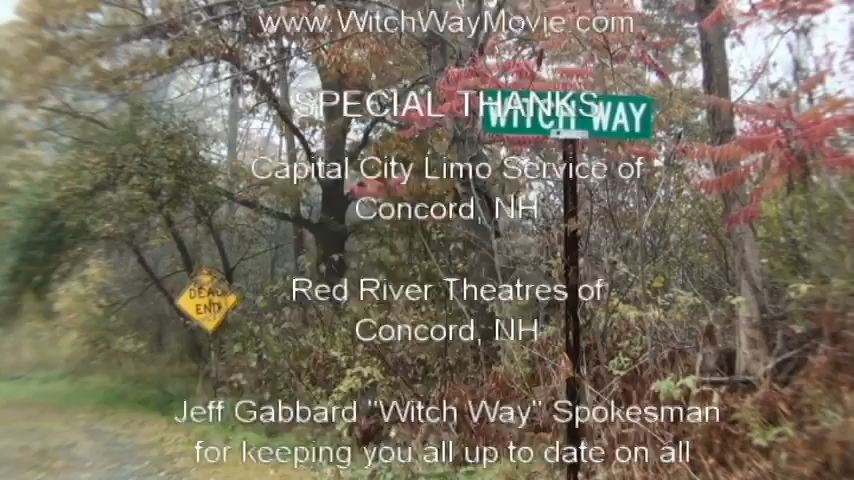 www.WitchWayMovie.com
SPECIAL THANKS
WITCH WAY
Capital City Limo Service of
Concord, NH
DEAD
END
Red River Theatres of
Concord, NH
Jeff Gabbard "Witch Way" Spokesman
for keeping you all up to date on all